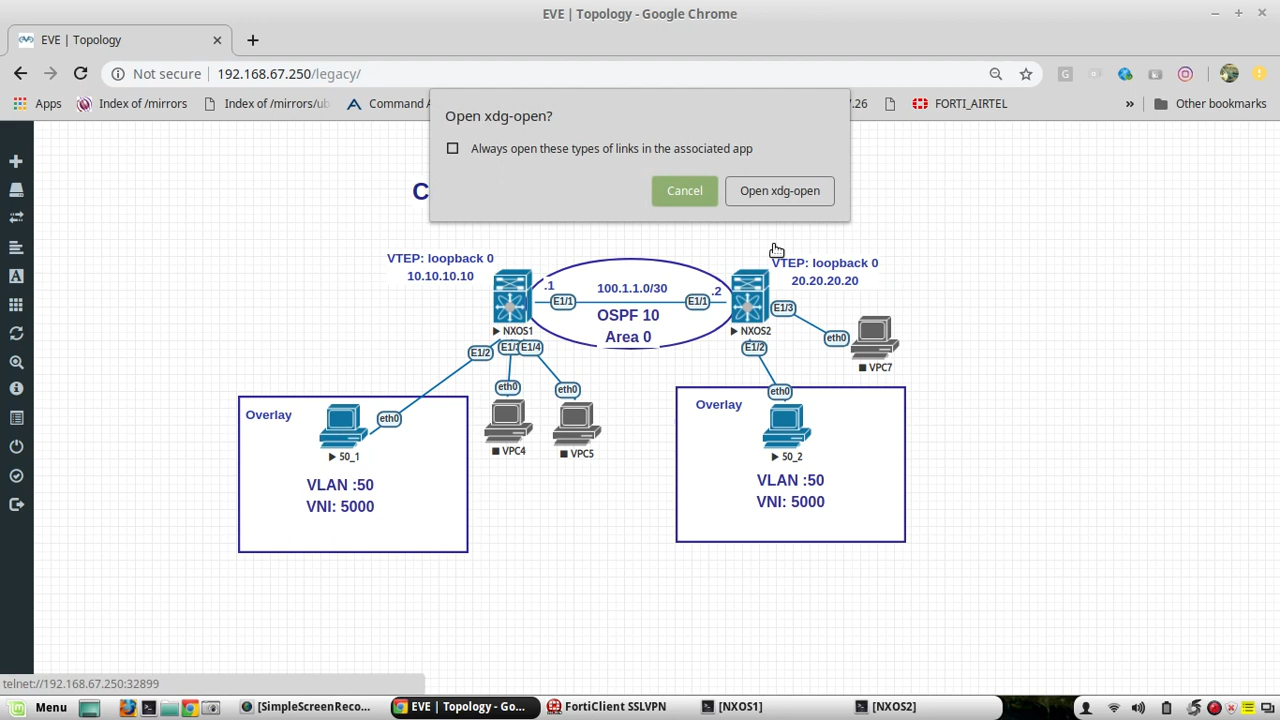 EVE | Topology - Google Chrome
EVE | Topology
Not secure
192.168.67.250/legacy/
Apps
Index of /mirrors
Index of /mirrors/ub
Command A
7.26
FORTI_AIRTEL
»
Other bookmarks
Open xdg-open?
Always open these types of links in the associated app
Cancel
Open xdg-open
C
VTEP: loopback 0
10.10.10.10
.1
100.1.1.0/30
.2
VTEP: loopback 0
20.20.20.20
E1/1
E1/1
E1/3
OSPF 10
Area 0
NXOS1
NXOS2
eth0
E1/2
E1/3
E1/4
E1/2
VPC7
eth0
eth0
eth0
Overlay
eth0
Overlay
VPC4
VPC5
50_1
50_2
VLAN :50
VNI: 5000
VLAN :50
VNI: 5000
telnet://192.168.67.250:32899
Menu
[SimpleScreenReco...
EVE | Topology - Go...
FortiClient SSLVPN
[NXOS1]
[NXOS2]